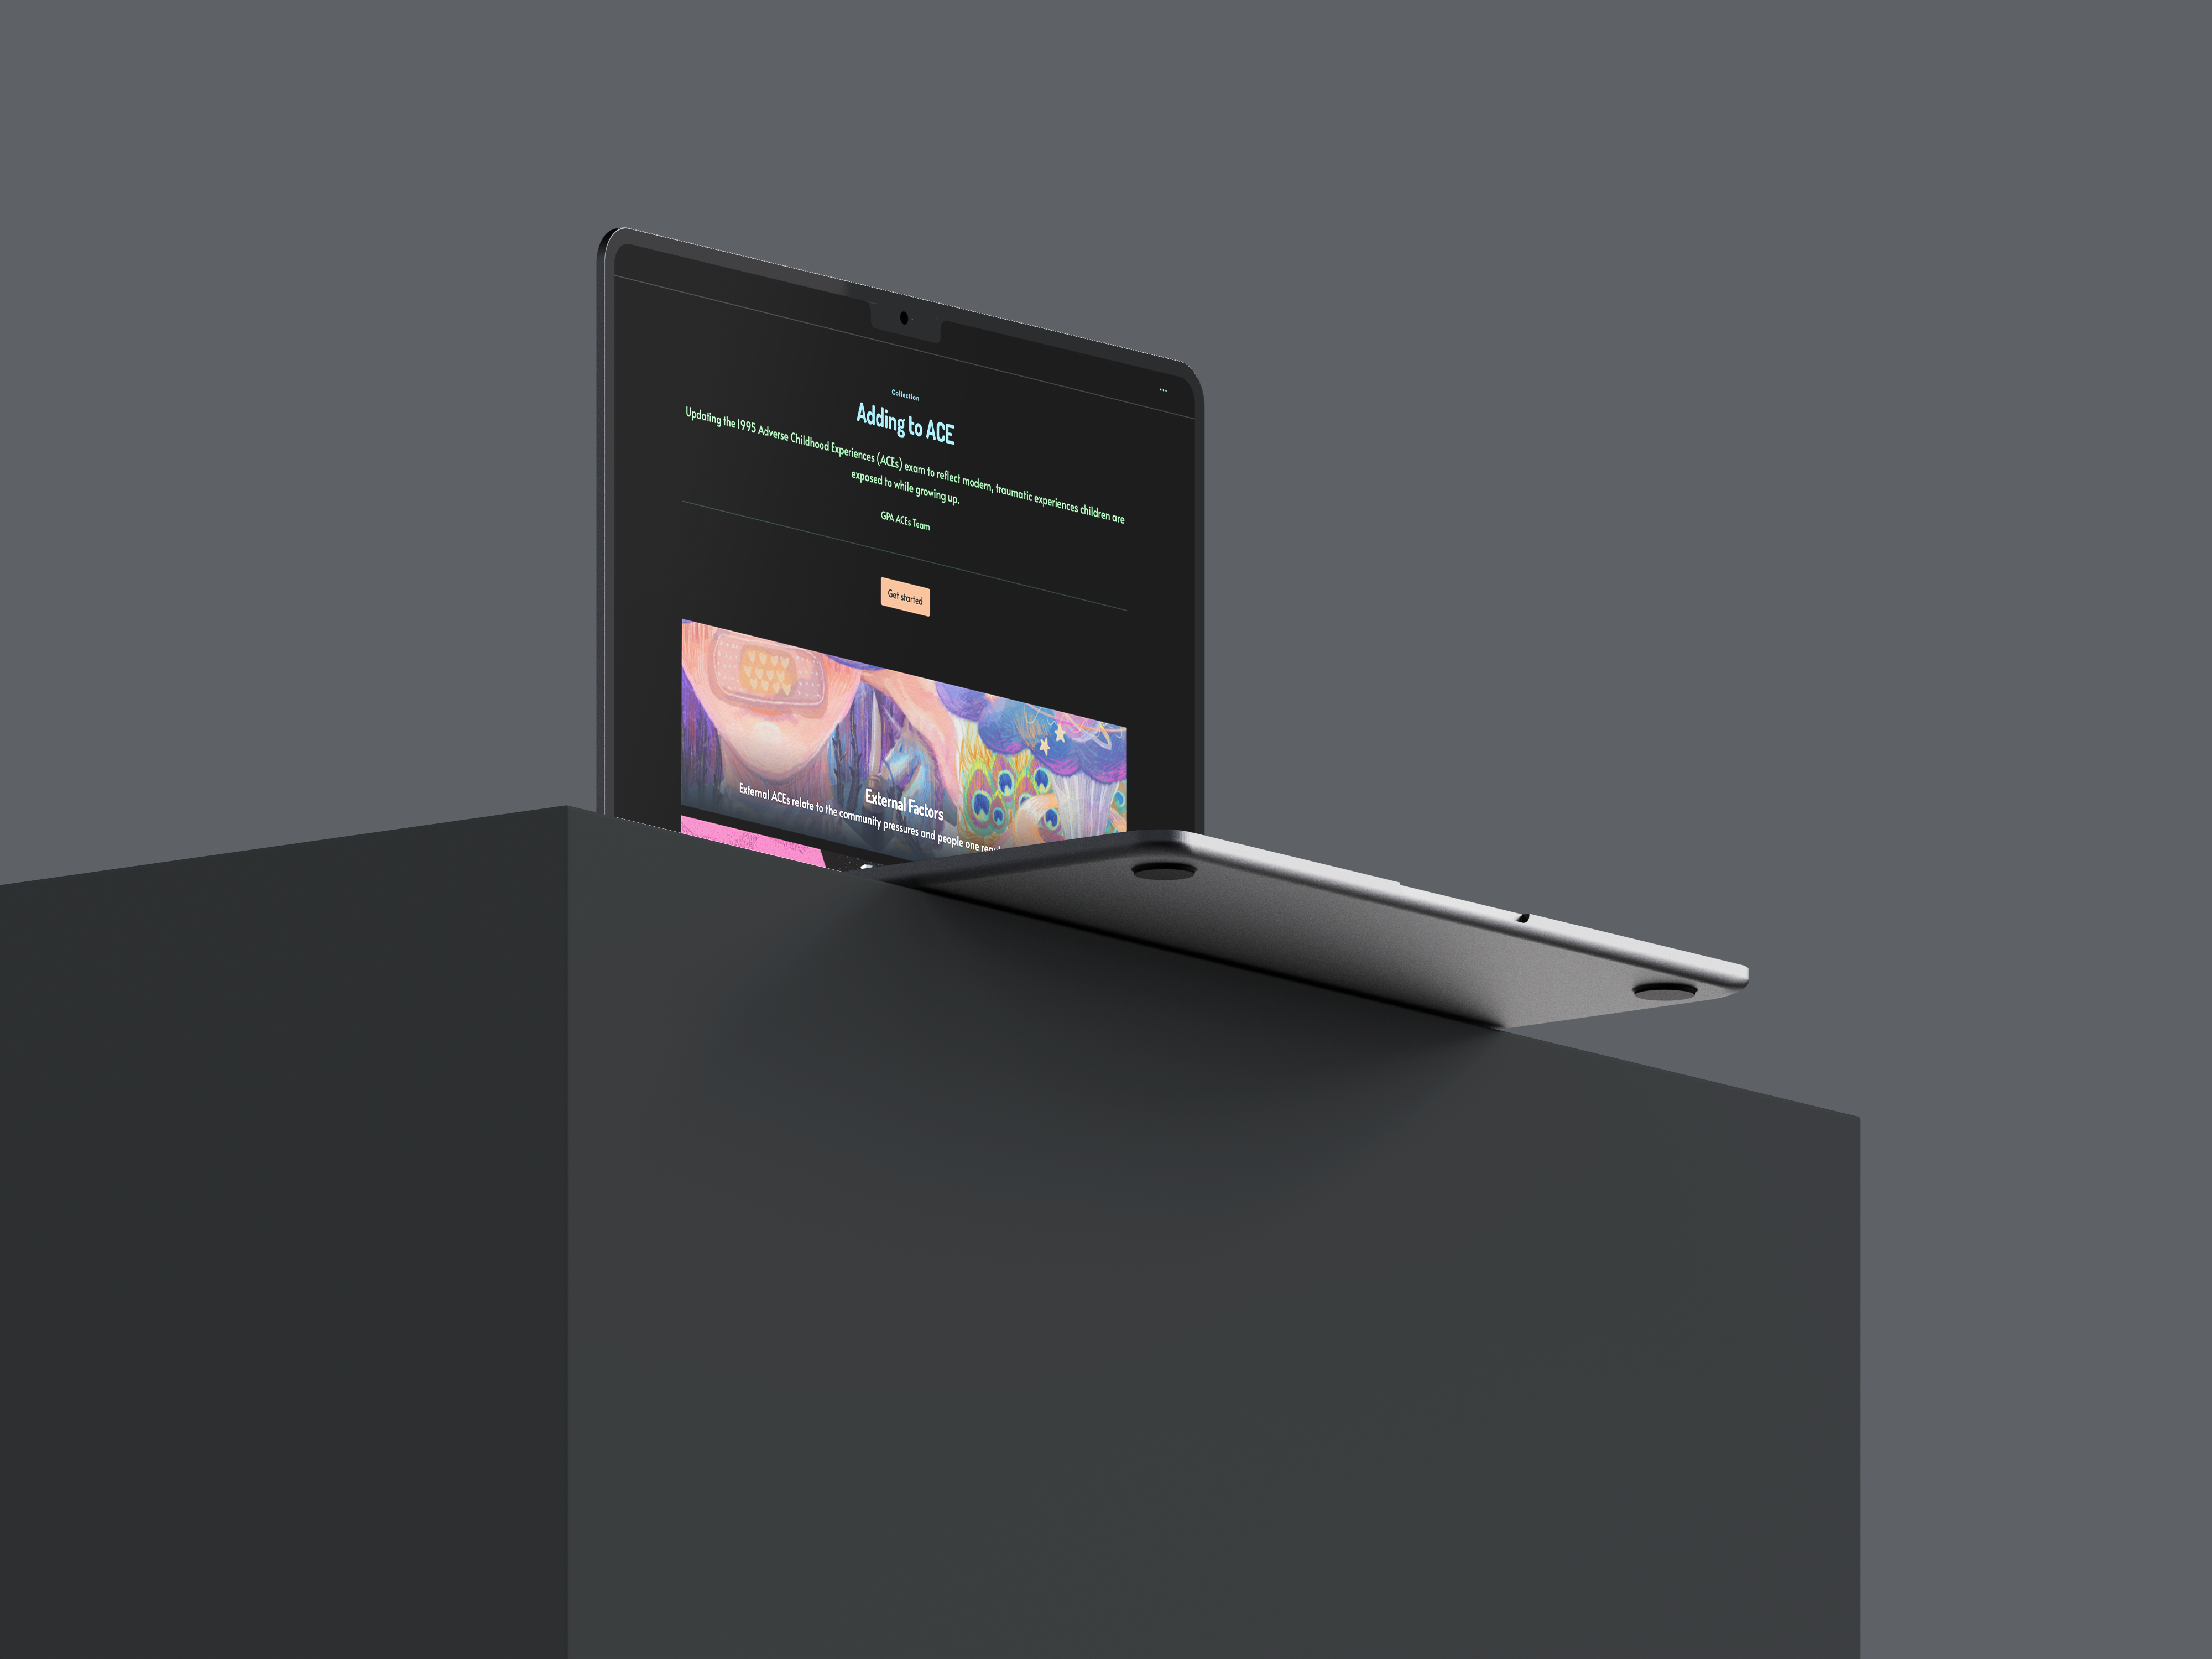 Collection
Adding to ACE
Updating the 1995 Adverse Childhood Experiences (ACEs) exam to reflect modern, traumatic experiences children are
exposed to while growing up.
GPA ACEs Team
Get started
External Factors
External ACEs relate to the community pressures and people one